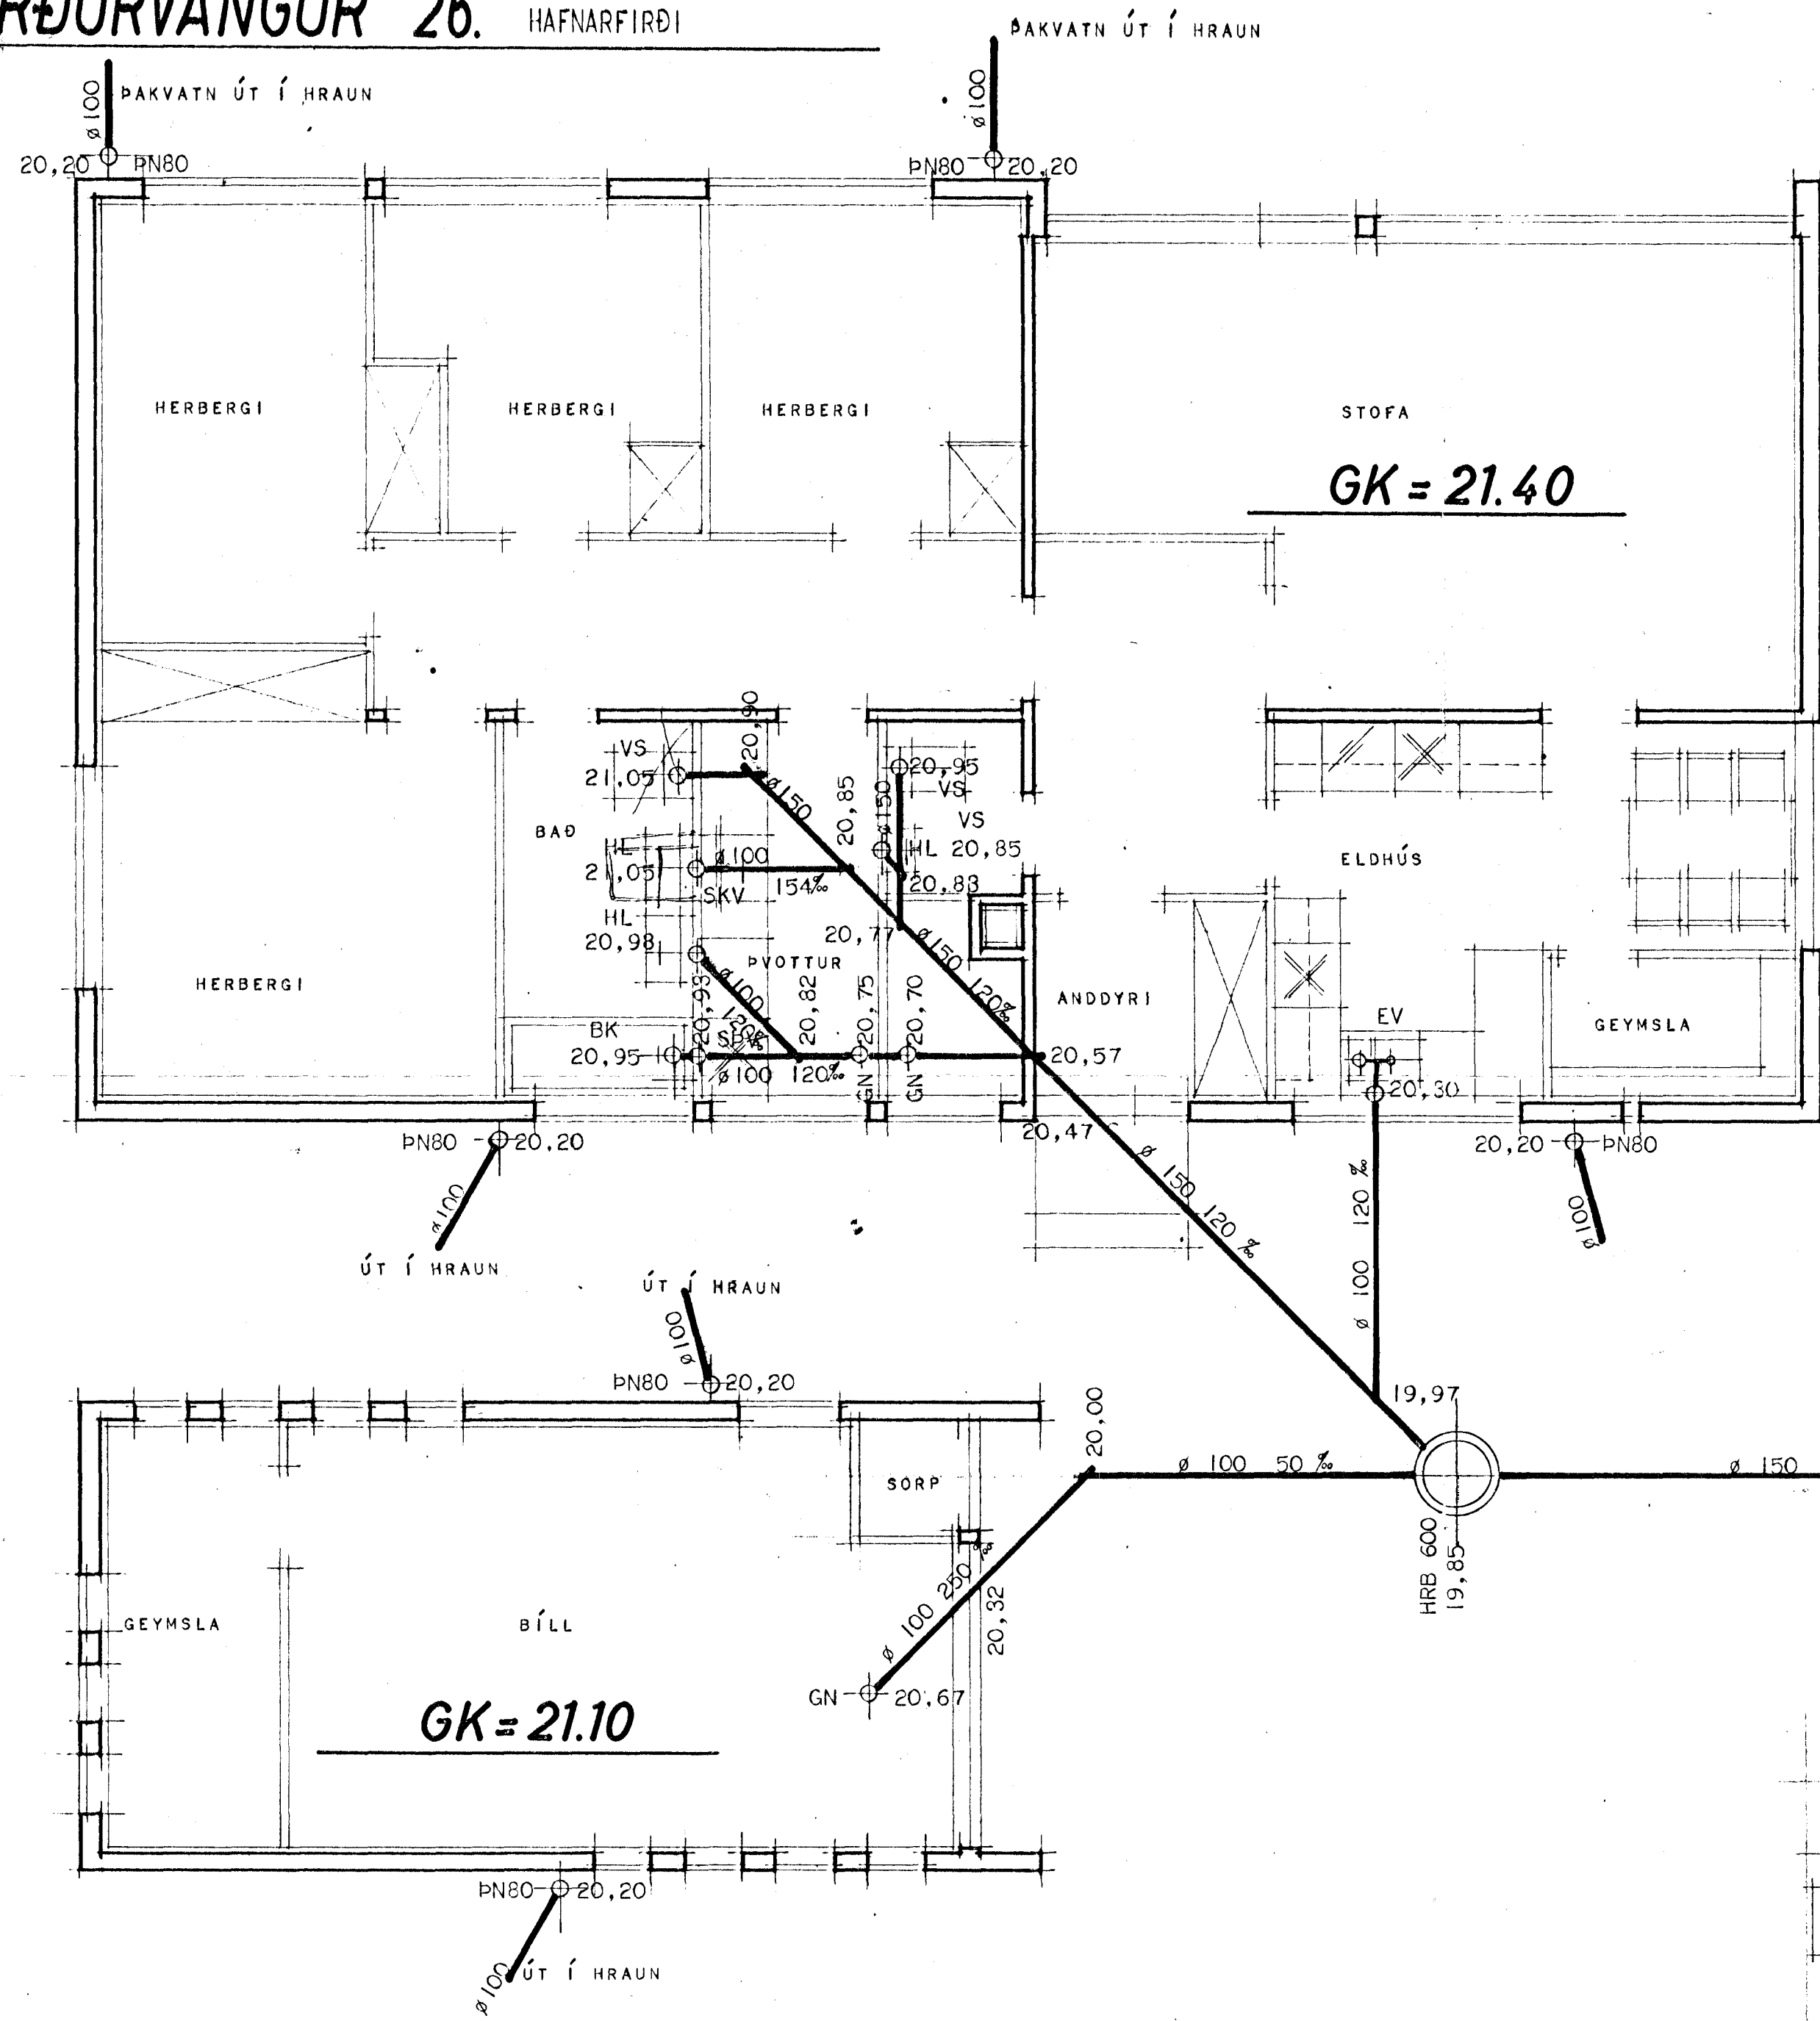 RÐURVANGUR 26. HAFNARFIRÐI
ÞAKVATN ÚT Í HRAUN
ø100
ÞAKVATN ÚT Í HRAUN
ø100
20,20 ÞN80
ÞN80 20,20
HERBERGI
HERBERGI
HERBERGI
STOFA
GK = 21.40
VS
21,05
20,90
ø150
20,85
ø150
20,95
VS
VS
BAÐ
HL
21,05
ø100
154‰
SKV
HL 20,85
20,83
ELDHÚS
HL
20,98
20,77
ø150 120‰
ÞVOTTUR
HERBERGI
ø100
120‰
20,93
20,82
GN 20,75
GN 20,70
ANDDYRI
GEYMSLA
BK
20,95
ø100 120‰
20,57
EV
20,30
ÞN80 20,20
20,47
20,20 ÞN80
ø100
ø 150 120 ‰
ø 100 120 ‰
ø100
ÚT Í HRAUN
ÚT Í HRAUN
ø100
ÞN80 20,20
19,97
20,00
SORP
ø 100 50 ‰
ø 150
HRB 600
19,85
ø 100 250 ‰
20,32
GEYMSLA
BÍLL
GN 20,67
GK = 21.10
ÞN80 20,20
ø100
ÚT Í HRAUN